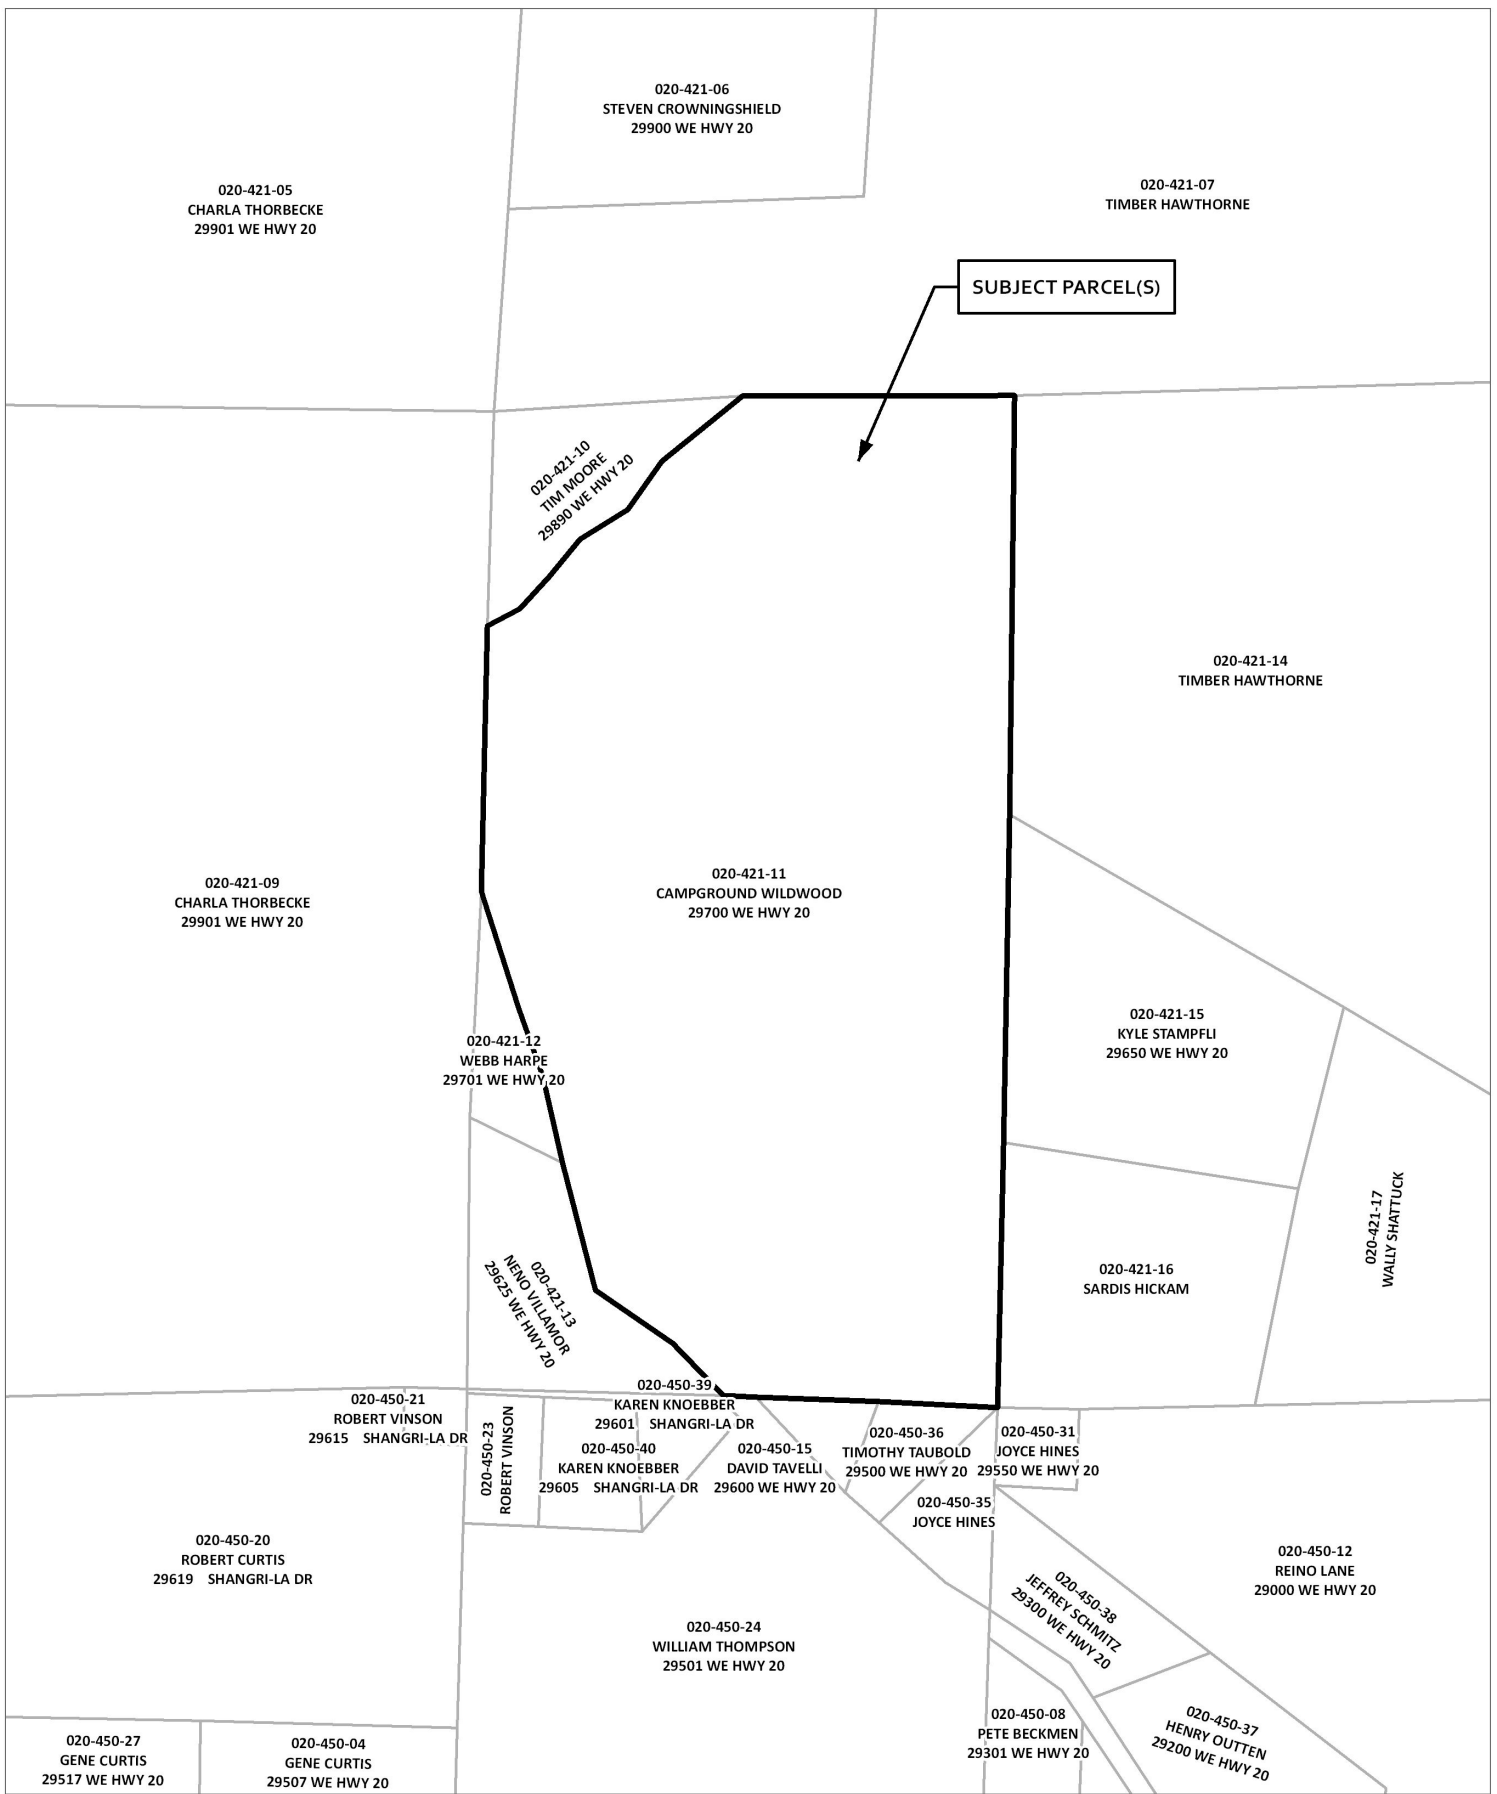 020-421-06
STEVEN CROWNINGSHIELD
29900 WE HWY 20
020-421-05
CHARLA THORBECKE
29901 WE HWY 20
020-421-07
TIMBER HAWTHORNE
SUBJECT PARCEL(S)
020-421-10
TIM MOORE
29890 WE HWY 20
020-421-14
TIMBER HAWTHORNE
020-421-11
CAMPGROUND WILDWOOD
29700 WE HWY 20
020-421-09
CHARLA THORBECKE
29901 WE HWY 20
020-421-15
KYLE STAMPFLI
29650 WE HWY 20
020-421-12
WEBB HARPE
29701 WE HWY 20
020-421-17
WALLY SHATTUCK
020-421-16
SARDIS HICKAM
020-421-13
NENO VILLAMOR
29625 WE HWY 20
020-450-39
KAREN KNOEBBER
29601 SHANGRI-LA DR
020-450-21
ROBERT VINSON
29615 SHANGRI-LA DR
020-450-23
ROBERT VINSON
020-450-40
KAREN KNOEBBER
29605 SHANGRI-LA DR
020-450-15
DAVID TAVELLI
29600 WE HWY 20
020-450-36
TIMOTHY TAUBOLD
29500 WE HWY 20
020-450-31
JOYCE HINES
29550 WE HWY 20
020-450-35
JOYCE HINES
020-450-20
ROBERT CURTIS
29619 SHANGRI-LA DR
020-450-12
REINO LANE
29000 WE HWY 20
020-450-38
JEFFREY SCHMITZ
29300 WE HWY 20
020-450-24
WILLIAM THOMPSON
29501 WE HWY 20
020-450-08
PETE BECKMEN
29301 WE HWY 20
020-450-37
HENRY OUTTEN
29200 WE HWY 20
020-450-27
GENE CURTIS
29517 WE HWY 20
020-450-04
GENE CURTIS
29507 WE HWY 20